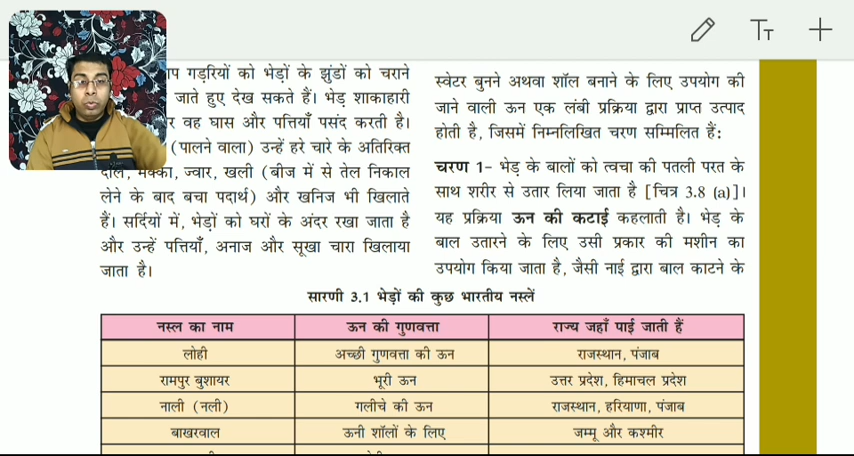 प गड़रियों को भेड़ों के झुंडों को चराने
जाते हुए देख सकते हैं। भेड़ शाकाहारी
र वह घास और पत्तियाँ पसंद करती है।
(पालने वाला) उन्हें हरे चारे के अतिरिक्त
दाल, मक्का, ज्वार, खली (बीज में से तेल निकाल
लेने के बाद बचा पदार्थ) और खनिज भी खिलाते
हैं। सर्दियों में, भेड़ों को घरों के अंदर रखा जाता है
और उन्हें पत्तियाँ, अनाज और सूखा चारा खिलाया
जाता है।
स्वेटर बुनने अथवा शॉल बनाने के लिए उपयोग की
जाने वाली ऊन एक लंबी प्रक्रिया द्वारा प्राप्त उत्पाद
होती है, जिसमें निम्नलिखित चरण सम्मिलित हैं:
चरण 1- भेड़ के बालों को त्वचा की पतली परत के
साथ शरीर से उतार लिया जाता है [चित्र 3.8 (a)]।
यह प्रक्रिया ऊन की कटाई कहलाती है। भेड़ के
बाल उतारने के लिए उसी प्रकार की मशीन का
उपयोग किया जाता है, जैसी नाई द्वारा बाल काटने के
सारणी 3.1 भेड़ों की कुछ भारतीय नस्लें
नस्ल का नाम ऊन की गुणवत्ता राज्य जहाँ पाई जाती हैं
लोही अच्छी गुणवत्ता की ऊन राजस्थान, पंजाब
रामपुर बुशायर भूरी ऊन उत्तर प्रदेश, हिमाचल प्रदेश
नाली (नली) गलीचे की ऊन राजस्थान, हरियाणा, पंजाब
बाखरवाल ऊनी शॉलों के लिए जम्मू और कश्मीर